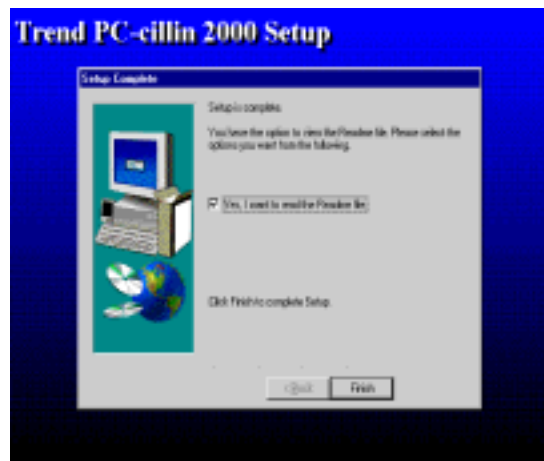 Trend PC-cillin 2000 Setup
Setup Complete
Setup is complete.
You have the option to view the Readme file. Please select the
options you want from the following.
Yes, I want to read the Readme file
Click Finish to complete Setup.
< Back
Finish